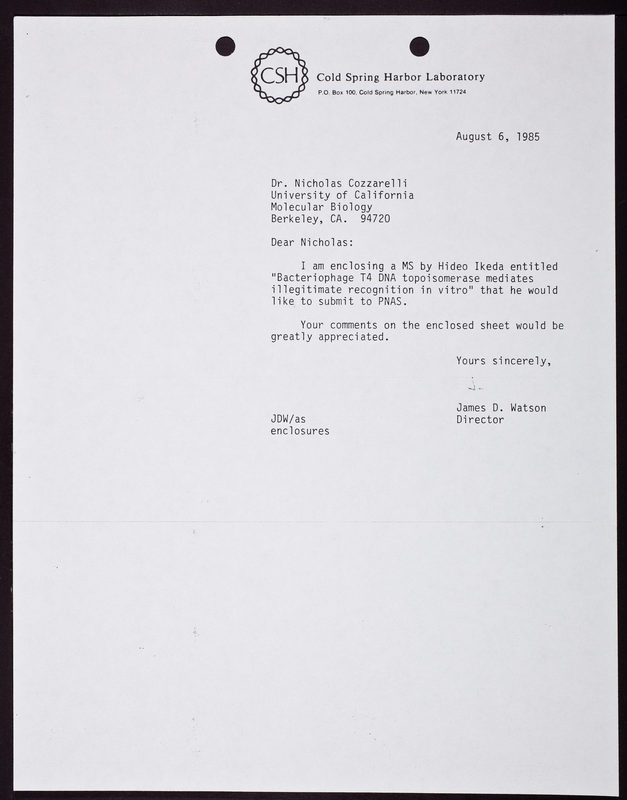 CSH
Cold Spring Harbor Laboratory
P.O. Box 100, Cold Spring Harbor, New York 11724
August 6, 1985
Dr. Nicholas Cozzarelli
University of California
Molecular Biology
Berkeley, CA.  94720
Dear Nicholas:
I am enclosing a MS by Hideo Ikeda entitled
"Bacteriophage T4 DNA topoisomerase mediates
illegitimate recognition in vitro" that he would
like to submit to PNAS.
Your comments on the enclosed sheet would be
greatly appreciated.
Yours sincerely,
James D. Watson
Director
JDW/as
enclosures